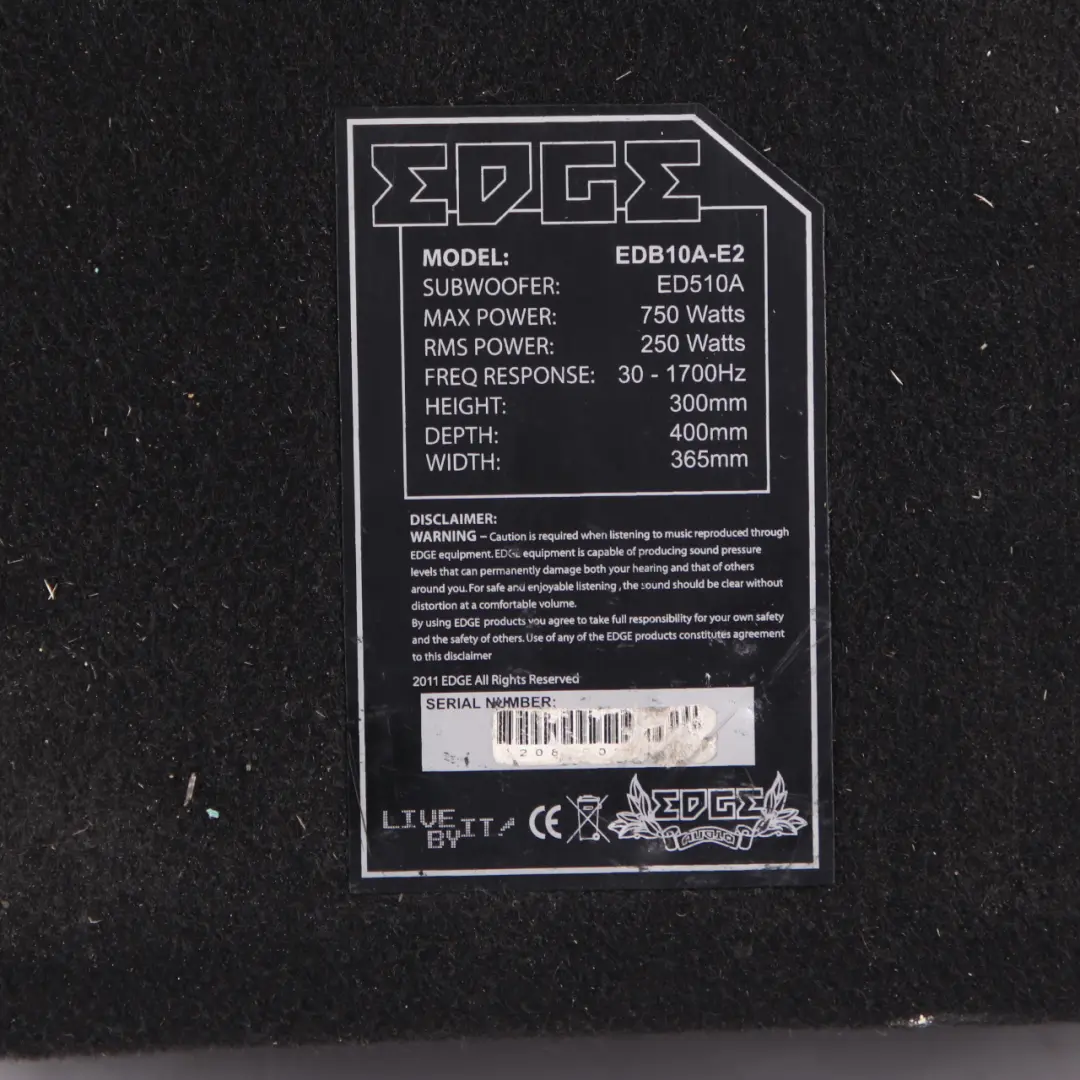 EDGE
MODEL: EDB10A-E2
SUBWOOFER: ED510A
MAX POWER: 750 Watts
RMS POWER: 250 Watts
FREQ RESPONSE: 30 - 1700Hz
HEIGHT: 300mm
DEPTH: 400mm
WIDTH: 365mm
DISCLAIMER:
WARNING – Caution is required when listening to music reproduced through
EDGE equipment. EDGE equipment is capable of producing sound pressure
levels that can permanently damage both your hearing and that of others
around you. For safe and enjoyable listening , the sound should be clear without
distortion at a comfortable volume.
By using EDGE products you agree to take full responsibility for your own safety
and the safety of others. Use of any of the EDGE products constitutes agreement
to this disclaimer
2011 EDGE All Rights Reserved
SERIAL NUMBER:
LIVE BY IT/ CE EDGE AUDIO